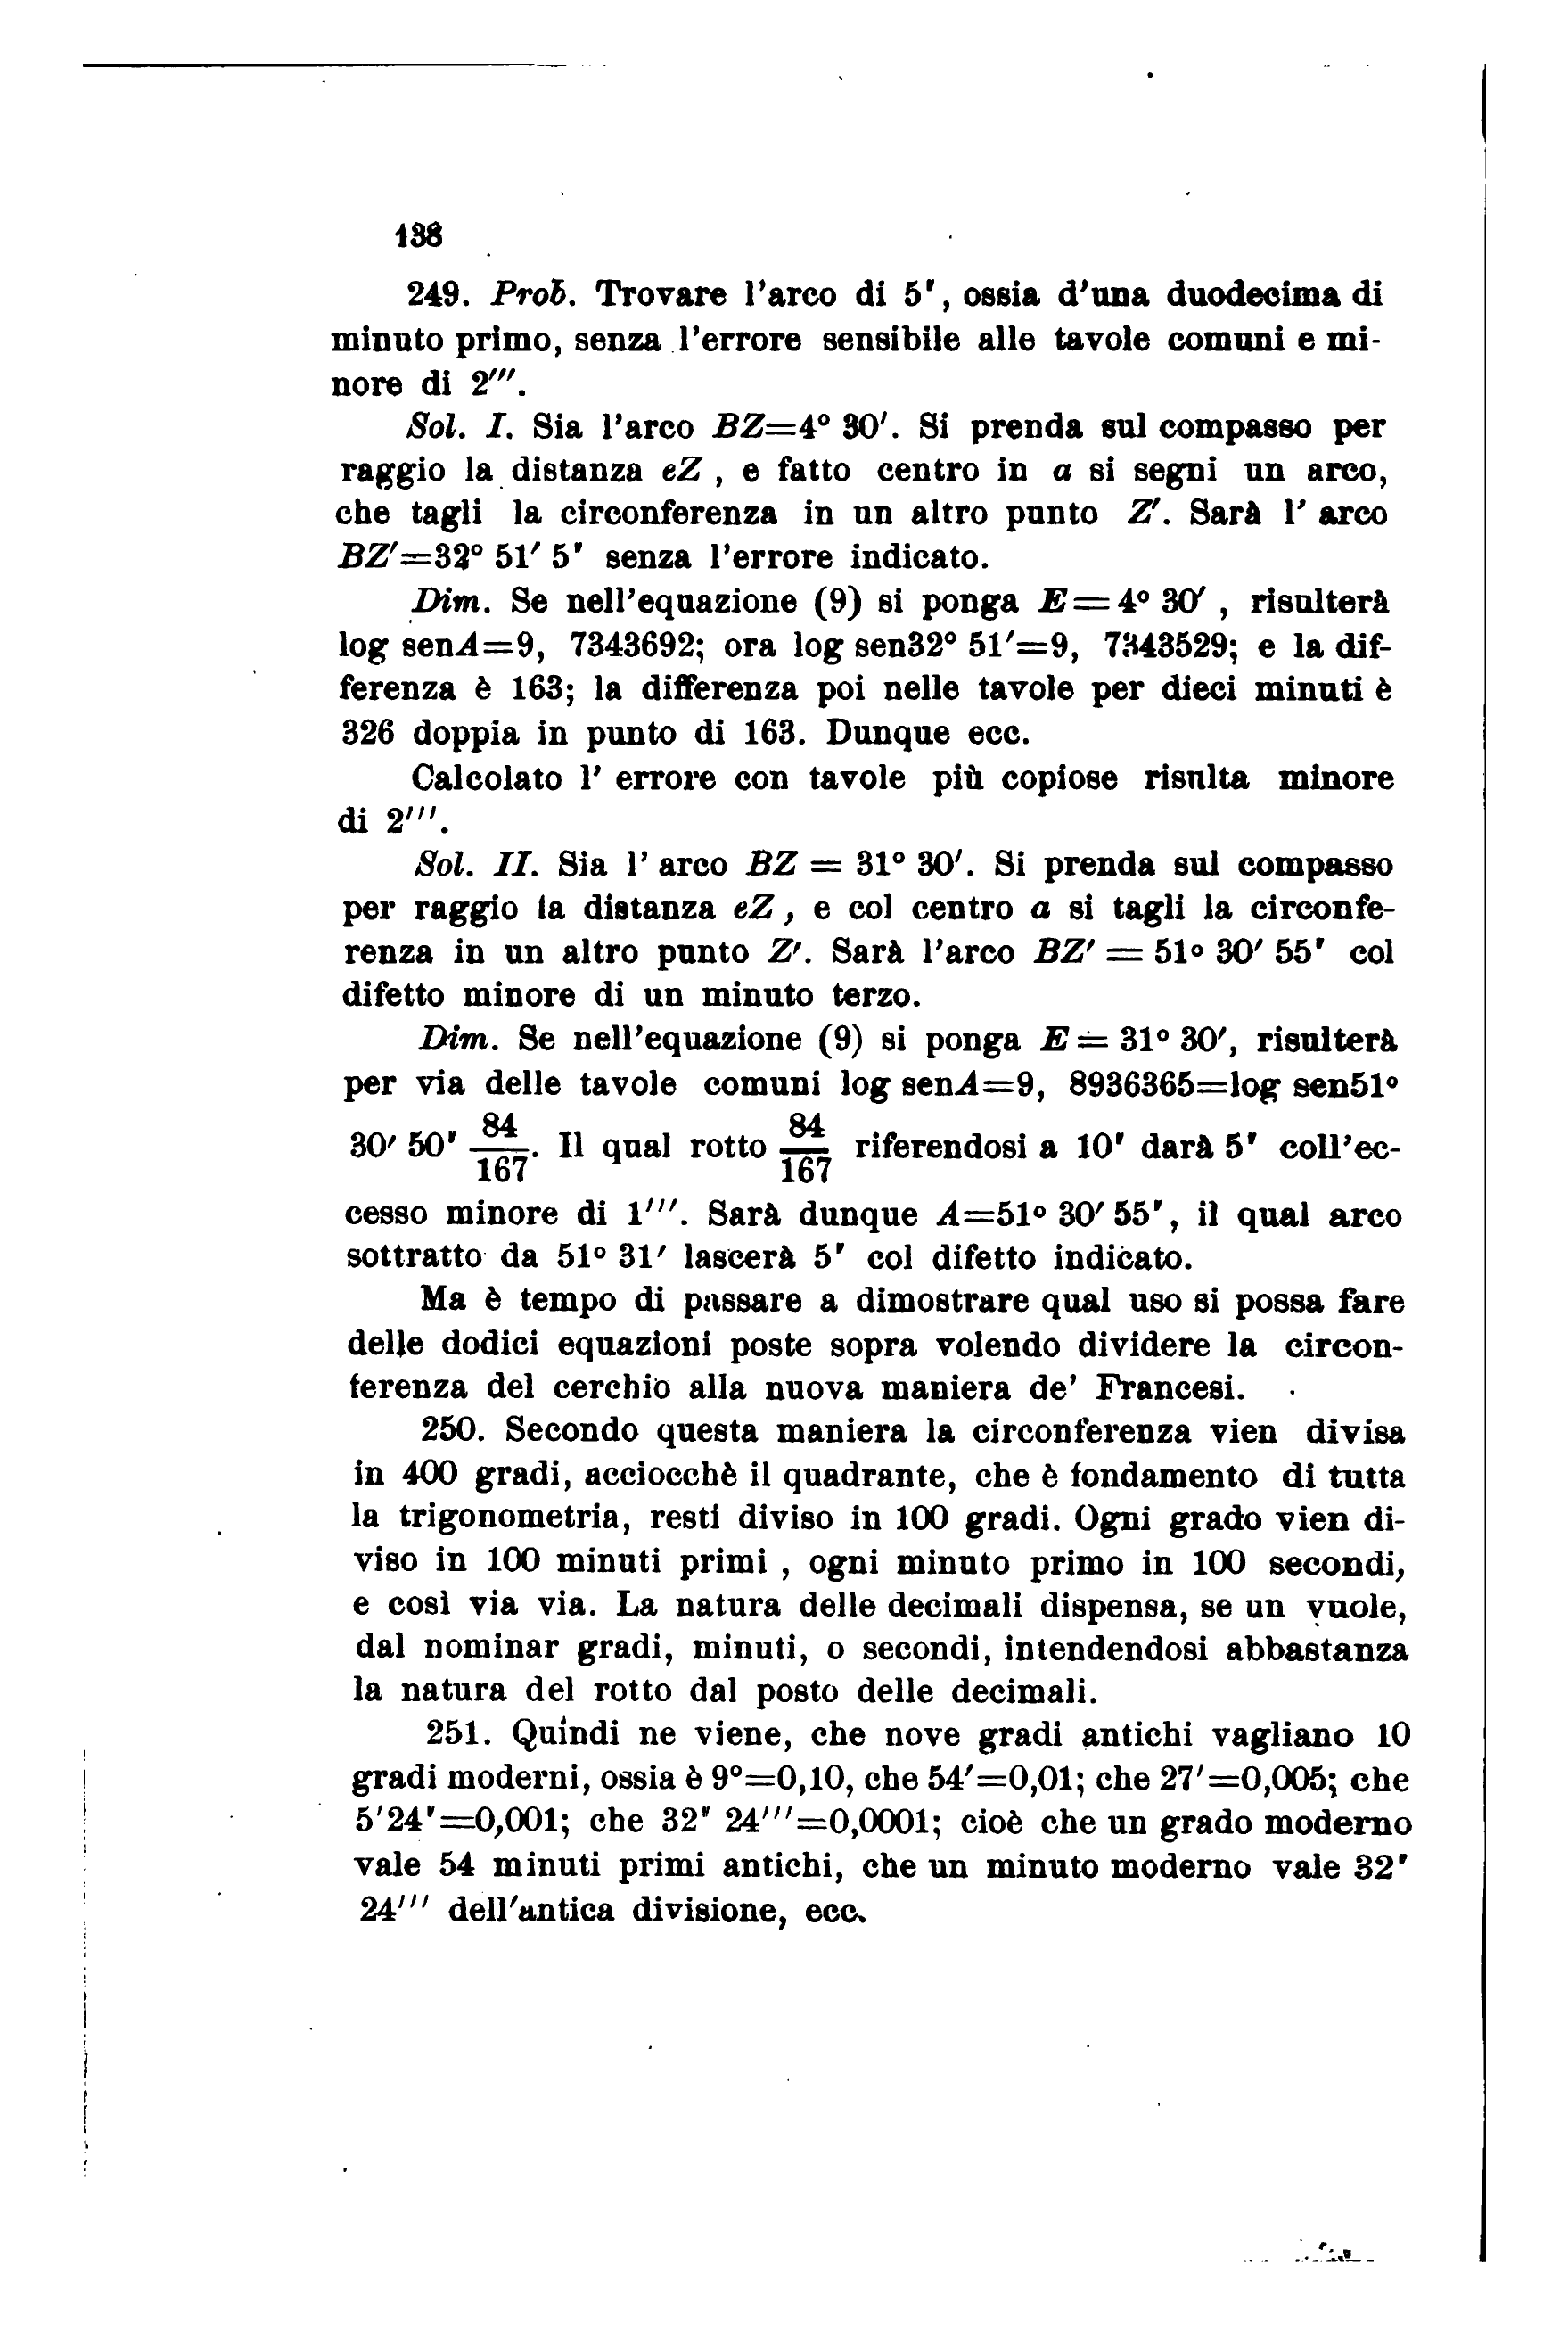 138
249. Prob. Trovare l'arco di 5", ossia d'una duodecima di
minuto primo, senza l'errore sensibile alle tavole comuni e mi-
nore di 2'''.
Sol. I. Sia l'arco BZ=4° 30'. Si prenda sul compasso per
raggio la distanza eZ , e fatto centro in a si segni un arco,
che tagli la circonferenza in un altro punto Z'. Sarà l' arco
BZ'=32° 51' 5" senza l'errore indicato.
Dim. Se nell'equazione (9) si ponga E=4° 30' , risulterà
log senA=9, 7343692; ora log sen32° 51'=9, 7343529; e la dif-
ferenza è 163; la differenza poi nelle tavole per dieci minuti è
326 doppia in punto di 163. Dunque ecc.
Calcolato l' errore con tavole più copiose risulta minore
di 2'''.
Sol. II. Sia l' arco BZ = 31° 30'. Si prenda sul compasso
per raggio la distanza eZ , e col centro a si tagli la circonfe-
renza in un altro punto Z'. Sarà l'arco BZ' = 51° 30' 55" col
difetto minore di un minuto terzo.
Dim. Se nell'equazione (9) si ponga E = 31° 30', risulterà
per via delle tavole comuni log senA=9, 8936365=log sen51°
30' 50" 84/167. Il qual rotto 84/167 riferendosi a 10" darà 5" coll'ec-
cesso minore di 1'''. Sarà dunque A=51° 30' 55", il qual arco
sottratto da 51° 31' lascerà 5" col difetto indicato.
Ma è tempo di passare a dimostrare qual uso si possa fare
delle dodici equazioni poste sopra volendo dividere la circon-
ferenza del cerchio alla nuova maniera de' Francesi.
250. Secondo questa maniera la circonferenza vien divisa
in 400 gradi, acciocchè il quadrante, che è fondamento di tutta
la trigonometria, resti diviso in 100 gradi. Ogni grado vien di-
viso in 100 minuti primi , ogni minuto primo in 100 secondi,
e così via via. La natura delle decimali dispensa, se un vuole,
dal nominar gradi, minuti, o secondi, intendendosi abbastanza
la natura del rotto dal posto delle decimali.
251. Quindi ne viene, che nove gradi antichi vagliano 10
gradi moderni, ossia è 9°=0,10, che 54'=0,01; che 27'=0,005; che
5'24"=0,001; che 32" 24'''=0,0001; cioè che un grado moderno
vale 54 minuti primi antichi, che un minuto moderno vale 32"
24''' dell'antica divisione, ecc.